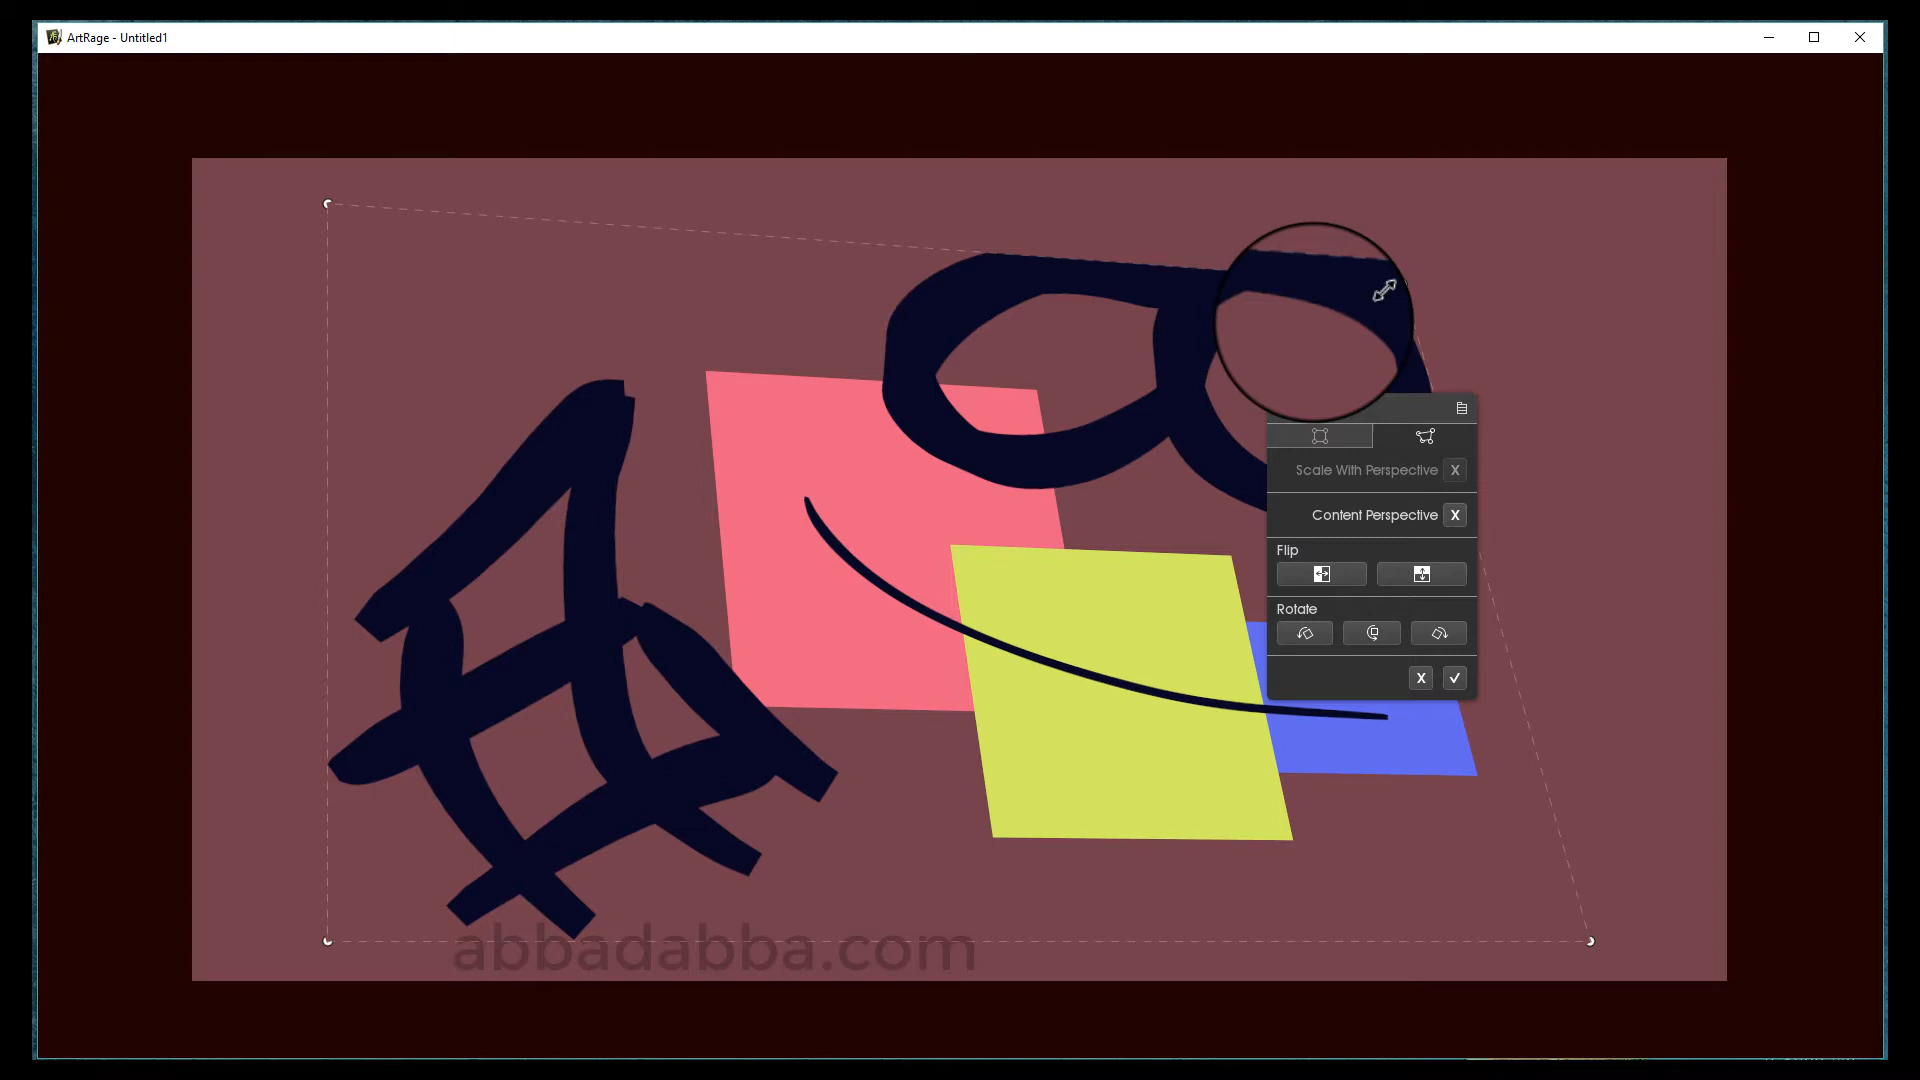 ArtRage - Untitled1
Scale With Perspective X
Content Perspective X
Flip
Rotate
X
abbadabba.com